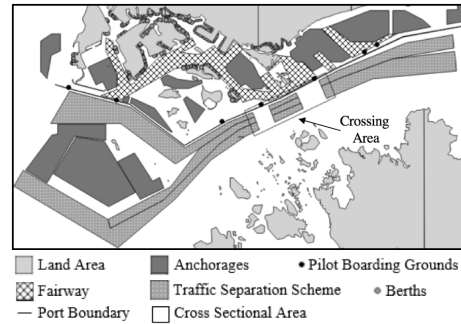 Crossing
Area
Land Area
Anchorages
Pilot Boarding Grounds
Fairway
Traffic Separation Scheme
Berths
Port Boundary
Cross Sectional Area